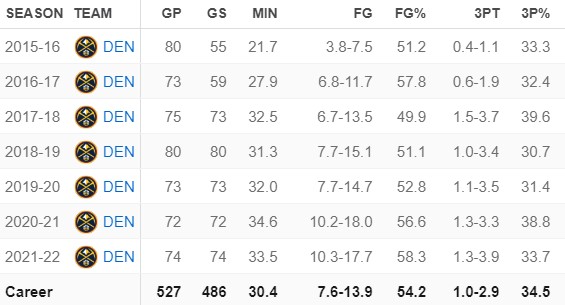 SEASON TEAM GP GS MIN FG FG% 3PT 3P%
2015-16 DEN 80 55 21.7 3.8-7.5 51.2 0.4-1.1 33.3
2016-17 DEN 73 59 27.9 6.8-11.7 57.8 0.6-1.9 32.4
2017-18 DEN 75 73 32.5 6.7-13.5 49.9 1.5-3.7 39.6
2018-19 DEN 80 80 31.3 7.7-15.1 51.1 1.0-3.4 30.7
2019-20 DEN 73 73 32.0 7.7-14.7 52.8 1.1-3.5 31.4
2020-21 DEN 72 72 34.6 10.2-18.0 56.6 1.3-3.3 38.8
2021-22 DEN 74 74 33.5 10.3-17.7 58.3 1.3-3.9 33.7
Career 527 486 30.4 7.6-13.9 54.2 1.0-2.9 34.5